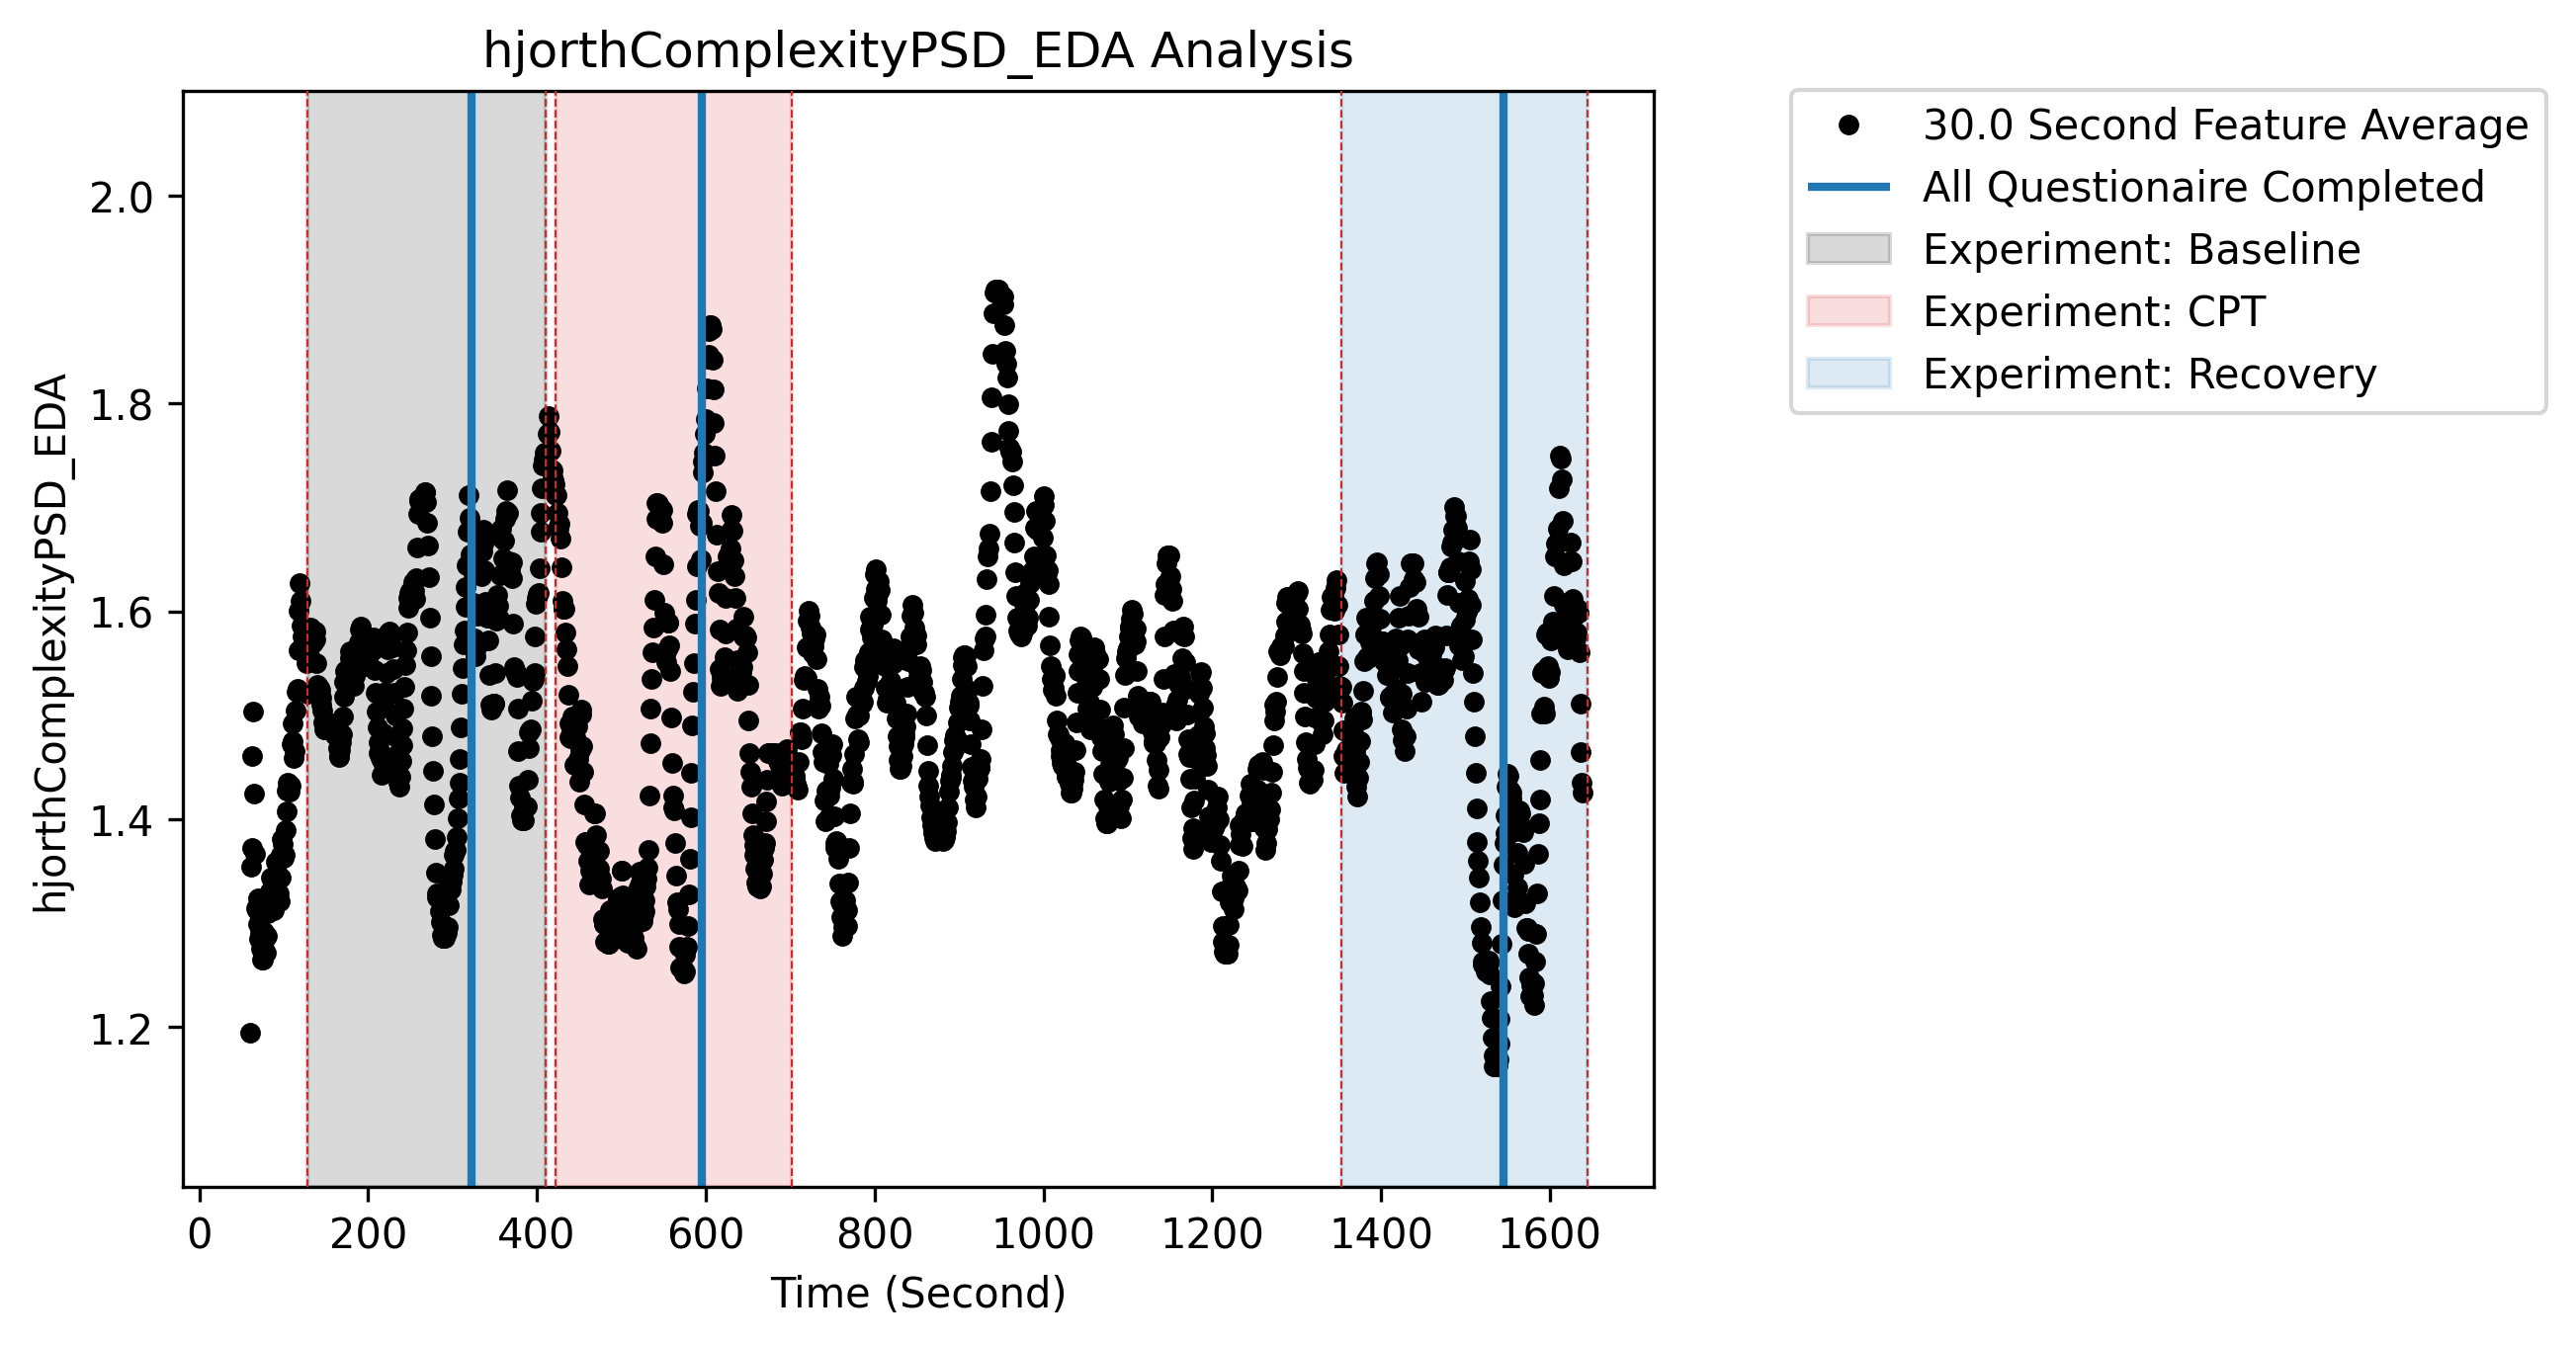 hjorthComplexityPSD_EDA Analysis
hjorthComplexityPSD_EDA
2.0
1.8
1.6
1.4
1.2
0 200 400 600 800 1000 1200 1400 1600
Time (Second)
30.0 Second Feature Average
All Questionaire Completed
Experiment: Baseline
Experiment: CPT
Experiment: Recovery